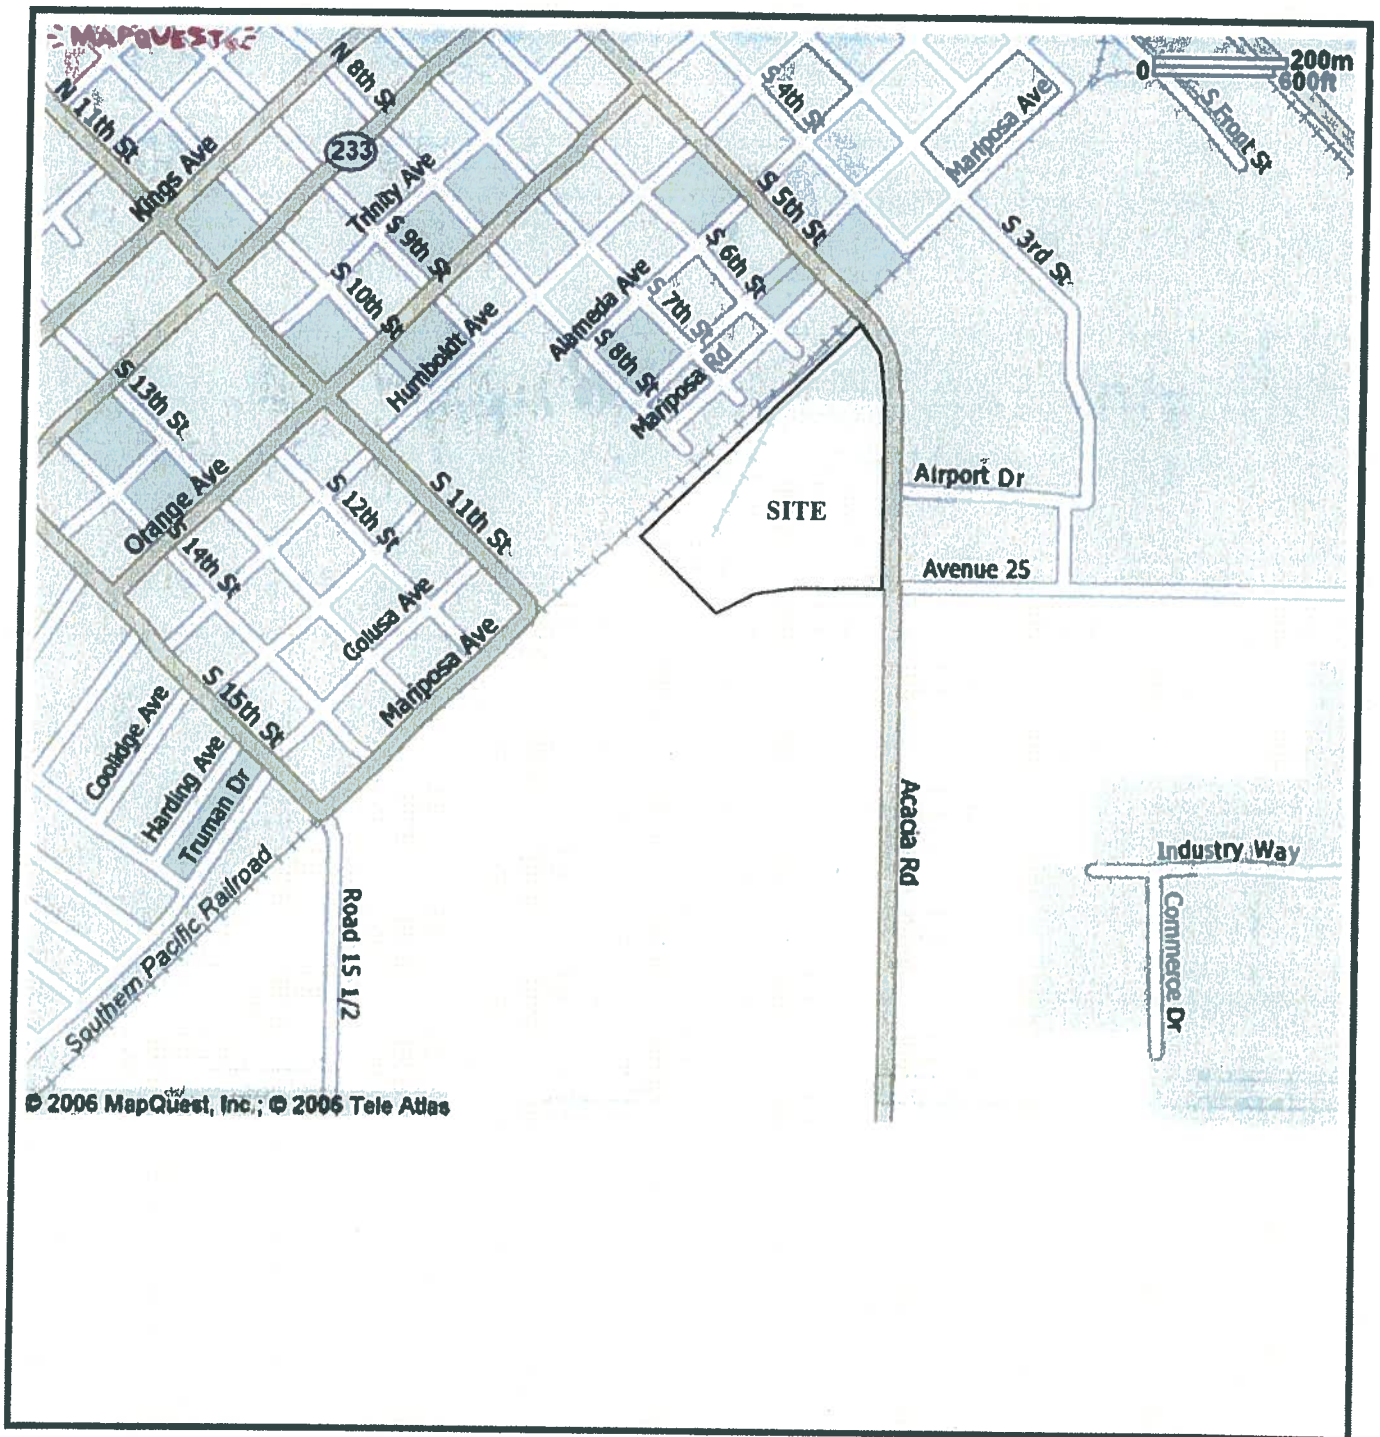 MAPQUEST
200m
0
600ft
N 8th St
N 11th St
S 4th St
Mariposa Ave
S Front St
233
Kings Ave
Trinity Ave
S 9th St
S 5th St
S 6th St
S 3rd St
S 10th St
Alameda Ave
S 7th St
Humboldt Ave
S 8th St
Mariposa Rd
S 13th St
Airport Dr
SITE
Orange Ave
S 12th St
S 11th St
S 14th St
Avenue 25
Colusa Ave
Mariposa Ave
S 15th St
Coolidge Ave
Harding Ave
Truman Dr
Acacia Rd
Industry Way
Southern Pacific Railroad
Road 15 1/2
Commerce Dr
© 2006 MapQuest, Inc.; © 2006 Tele Atlas